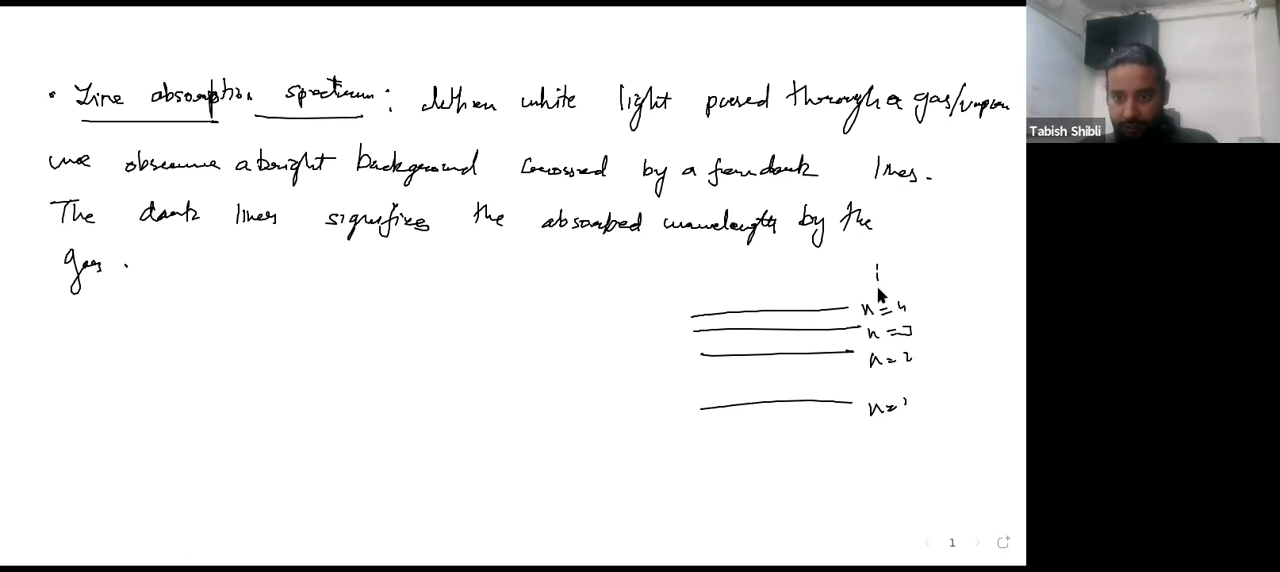 • Line absorption spectrum: When white light passed through a gas/vapour
we observe a bright background crossed by a few dark lines.
The dark lines signifies the absorbed wavelength by the
gas.
n=4
n=3
n=2
n=1
1
Tabish Shibli